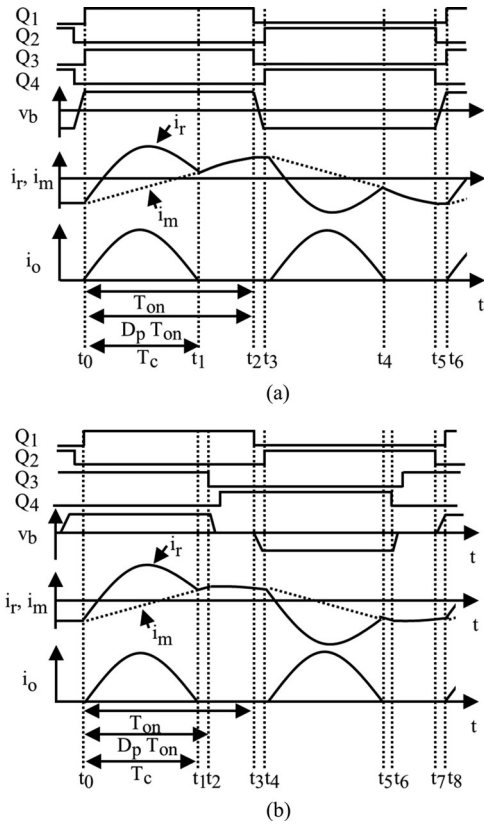 Q1
Q2
Q3
Q4
vb
t
ir
ir, im
im
io
t
Ton
Dp Ton
Tc
t0 t1 t2 t3 t4 t5 t6
(a)
Q1
Q2
Q3
Q4
vb
t
ir
ir, im
im
t
io
t
Ton
Dp Ton
Tc
t0 t1 t2 t3 t4 t5 t6 t7 t8
(b)